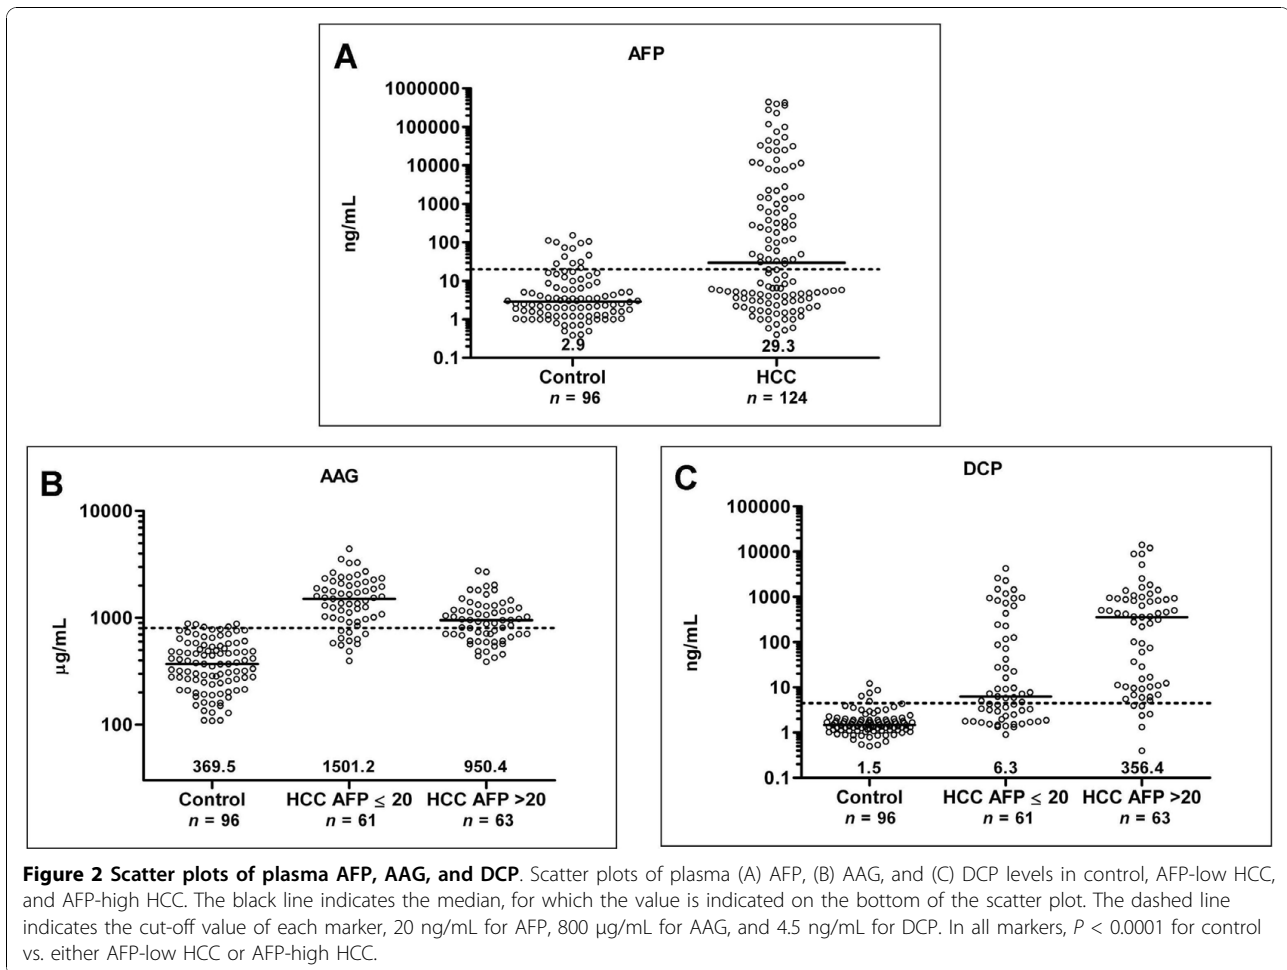 A
AFP
1000000
100000
10000
1000
100
10
1
0.1
ng/mL
2.9
29.3
Control
HCC
n = 96
n = 124
B
AAG
10000
1000
100
µg/mL
369.5
1501.2
950.4
Control
HCC AFP ≤ 20
HCC AFP >20
n = 96
n = 61
n = 63
C
DCP
100000
10000
1000
100
10
1
0.1
ng/mL
1.5
6.3
356.4
Control
HCC AFP ≤ 20
HCC AFP >20
n = 96
n = 61
n = 63
Figure 2 Scatter plots of plasma AFP, AAG, and DCP. Scatter plots of plasma (A) AFP, (B) AAG, and (C) DCP levels in control, AFP-low HCC,
and AFP-high HCC. The black line indicates the median, for which the value is indicated on the bottom of the scatter plot. The dashed line
indicates the cut-off value of each marker, 20 ng/mL for AFP, 800 µg/mL for AAG, and 4.5 ng/mL for DCP. In all markers, P < 0.0001 for control
vs. either AFP-low HCC or AFP-high HCC.